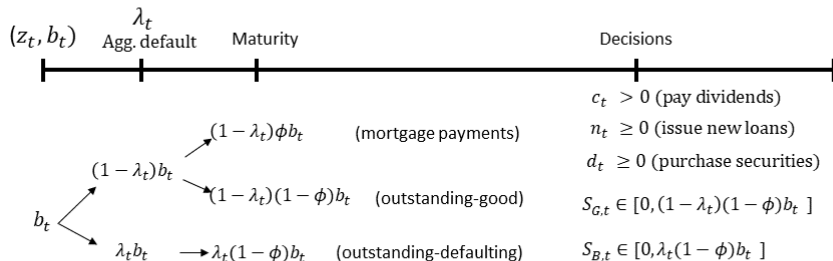 λ_t
(z_t, b_t) Agg. default Maturity Decisions
c_t > 0 (pay dividends)
(1 − λ_t)ϕb_t (mortgage payments) n_t ≥ 0 (issue new loans)
(1 − λ_t)b_t d_t ≥ 0 (purchase securities)
(1 − λ_t)(1 − ϕ)b_t (outstanding-good) S_{G,t} ∈ [0, (1 − λ_t)(1 − ϕ)b_t ]
b_t
λ_t b_t λ_t(1 − ϕ)b_t (outstanding-defaulting) S_{B,t} ∈ [0, λ_t(1 − ϕ)b_t ]